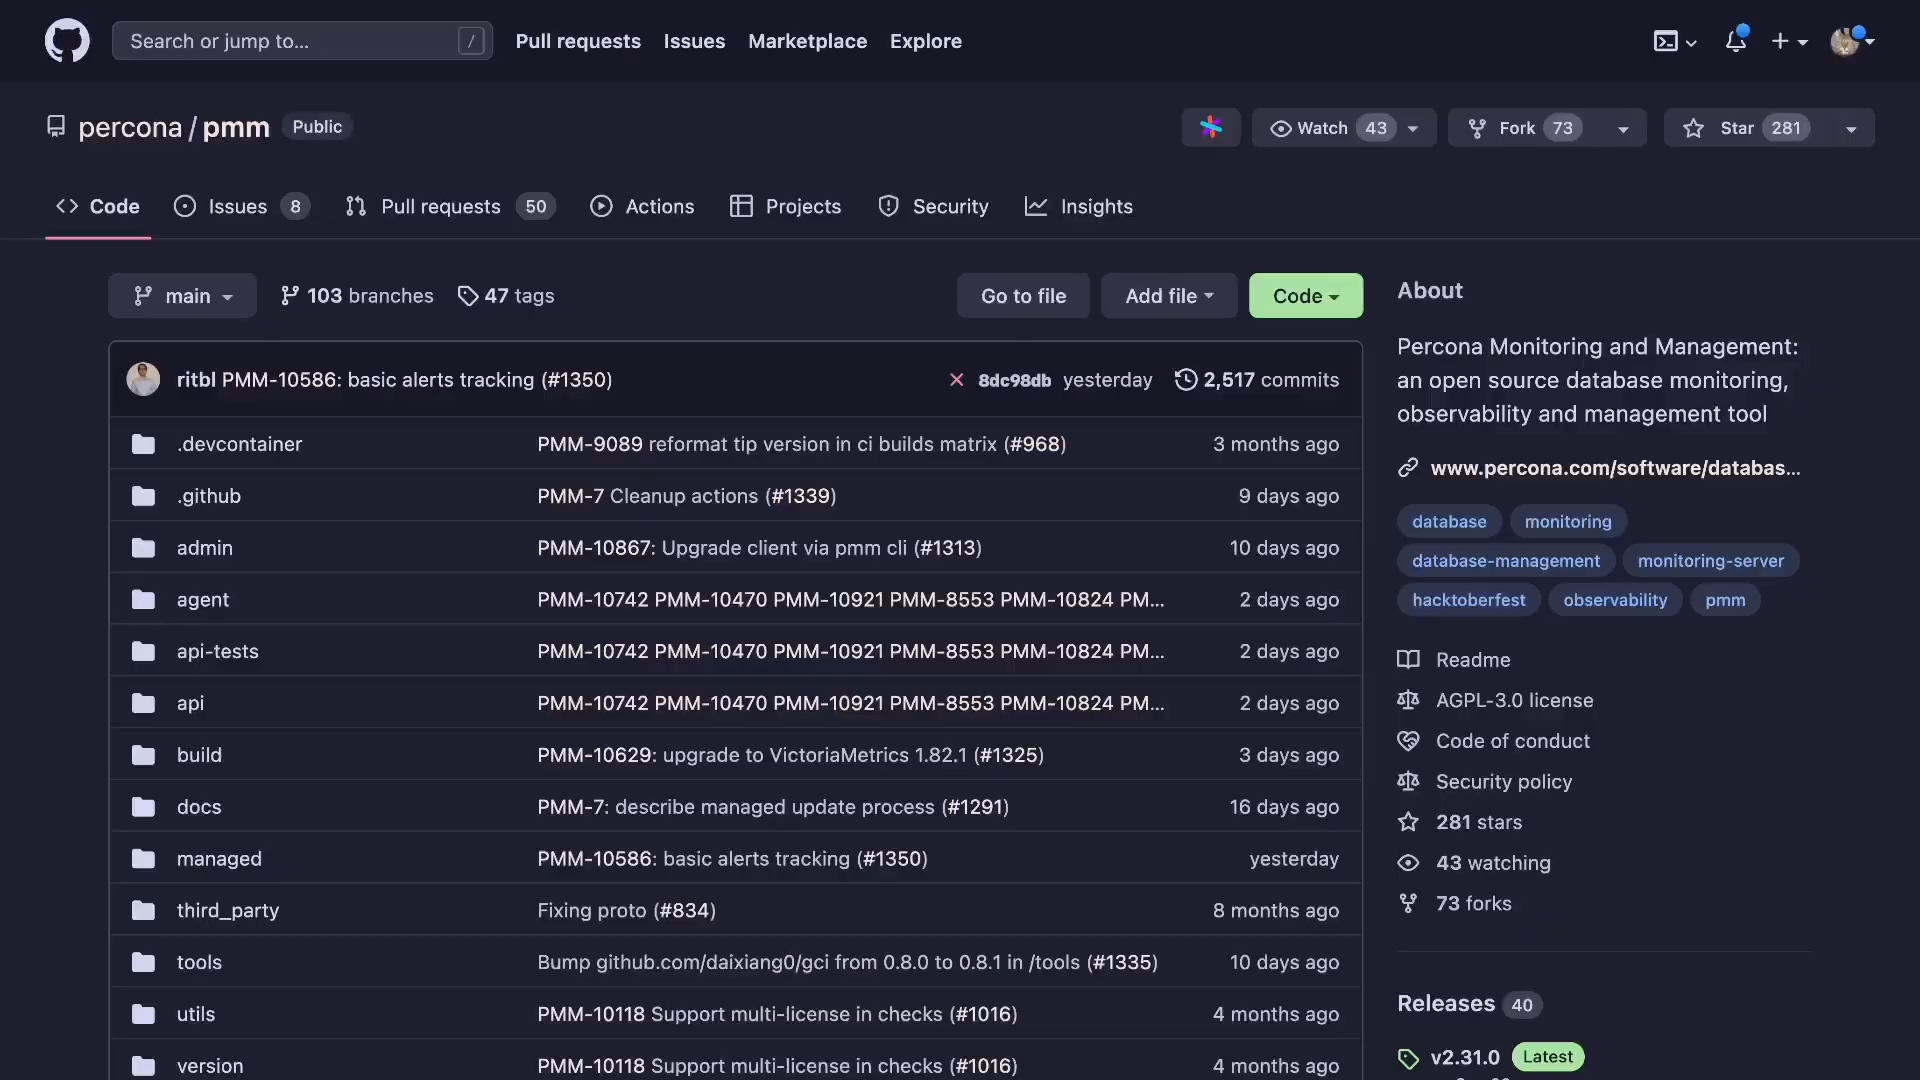 Search or jump to... /
Pull requests
Issues
Marketplace
Explore
percona / pmm Public
Watch 43
Fork 73
Star 281
Code
Issues 8
Pull requests 50
Actions
Projects
Security
Insights
main
103 branches
47 tags
Go to file
Add file
Code
ritbl PMM-10586: basic alerts tracking (#1350) 8dc98db yesterday 2,517 commits
.devcontainer PMM-9089 reformat tip version in ci builds matrix (#968) 3 months ago
.github PMM-7 Cleanup actions (#1339) 9 days ago
admin PMM-10867: Upgrade client via pmm cli (#1313) 10 days ago
agent PMM-10742 PMM-10470 PMM-10921 PMM-8553 PMM-10824 PM... 2 days ago
api-tests PMM-10742 PMM-10470 PMM-10921 PMM-8553 PMM-10824 PM... 2 days ago
api PMM-10742 PMM-10470 PMM-10921 PMM-8553 PMM-10824 PM... 2 days ago
build PMM-10629: upgrade to VictoriaMetrics 1.82.1 (#1325) 3 days ago
docs PMM-7: describe managed update process (#1291) 16 days ago
managed PMM-10586: basic alerts tracking (#1350) yesterday
third_party Fixing proto (#834) 8 months ago
tools Bump github.com/daixiang0/gci from 0.8.0 to 0.8.1 in /tools (#1335) 10 days ago
utils PMM-10118 Support multi-license in checks (#1016) 4 months ago
version PMM-10118 Support multi-license in checks (#1016) 4 months ago
About
Percona Monitoring and Management:
an open source database monitoring,
observability and management tool
www.percona.com/software/databas...
database monitoring
database-management monitoring-server
hacktoberfest observability pmm
Readme
AGPL-3.0 license
Code of conduct
Security policy
281 stars
43 watching
73 forks
Releases 40
v2.31.0 Latest